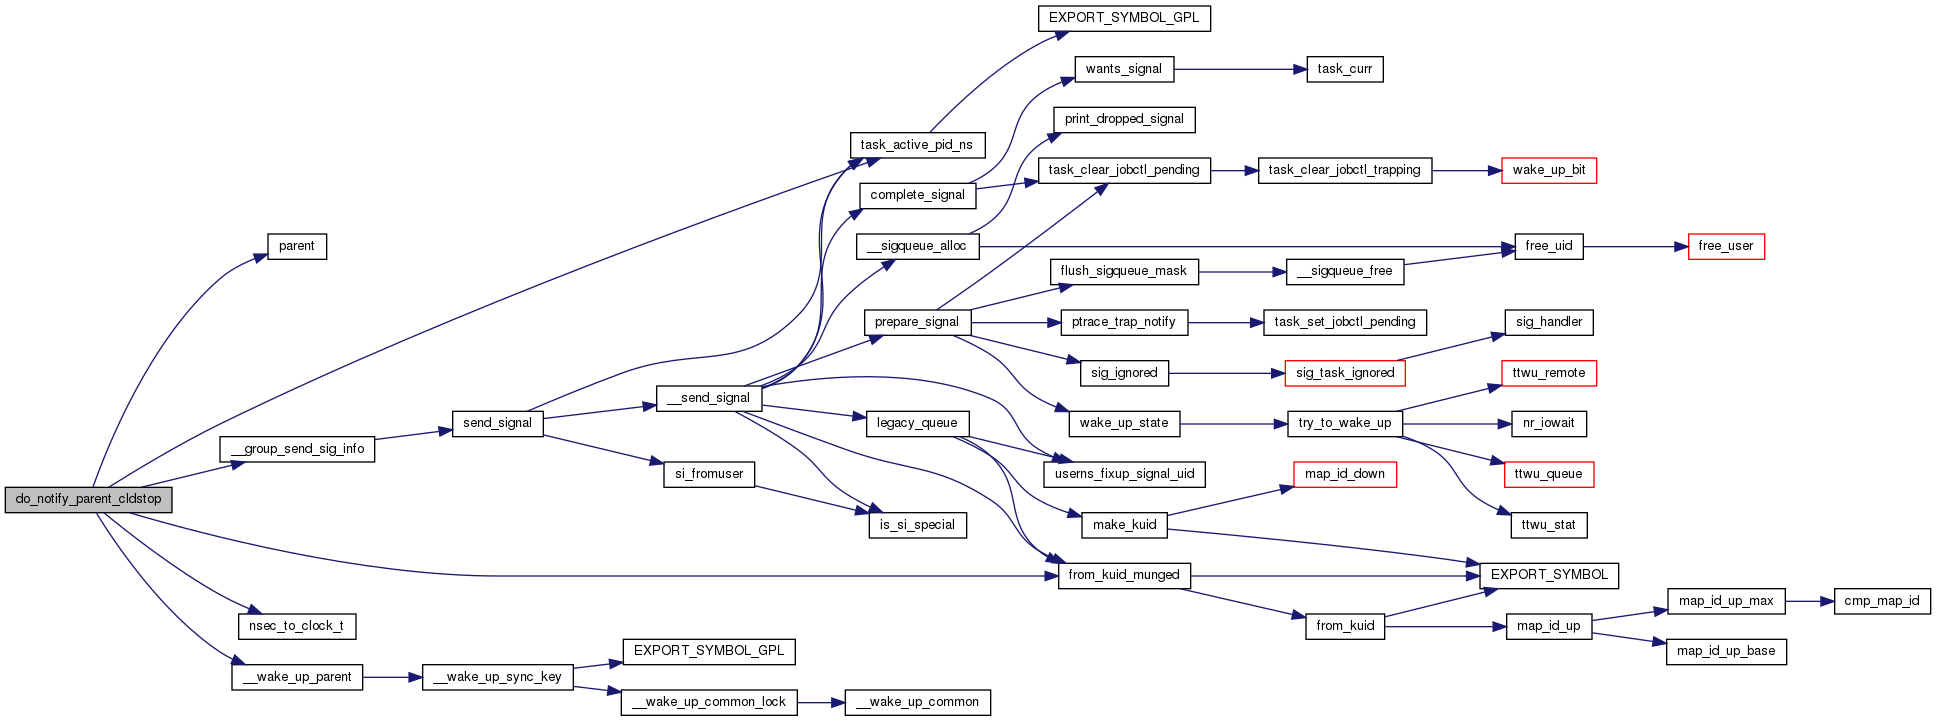 EXPORT_SYMBOL_GPL
wants_signal
task_curr
print_dropped_signal
task_active_pid_ns
task_clear_jobctl_pending
task_clear_jobctl_trapping
wake_up_bit
complete_signal
parent
__sigqueue_alloc
free_uid
free_user
flush_sigqueue_mask
__sigqueue_free
prepare_signal
ptrace_trap_notify
task_set_jobctl_pending
sig_handler
sig_ignored
sig_task_ignored
ttwu_remote
__send_signal
send_signal
legacy_queue
wake_up_state
try_to_wake_up
nr_iowait
__group_send_sig_info
si_fromuser
userns_fixup_signal_uid
map_id_down
ttwu_queue
do_notify_parent_cldstop
is_si_special
make_kuid
ttwu_stat
from_kuid_munged
EXPORT_SYMBOL
map_id_up_max
cmp_map_id
nsec_to_clock_t
from_kuid
map_id_up
EXPORT_SYMBOL_GPL
map_id_up_base
__wake_up_parent
__wake_up_sync_key
__wake_up_common_lock
__wake_up_common